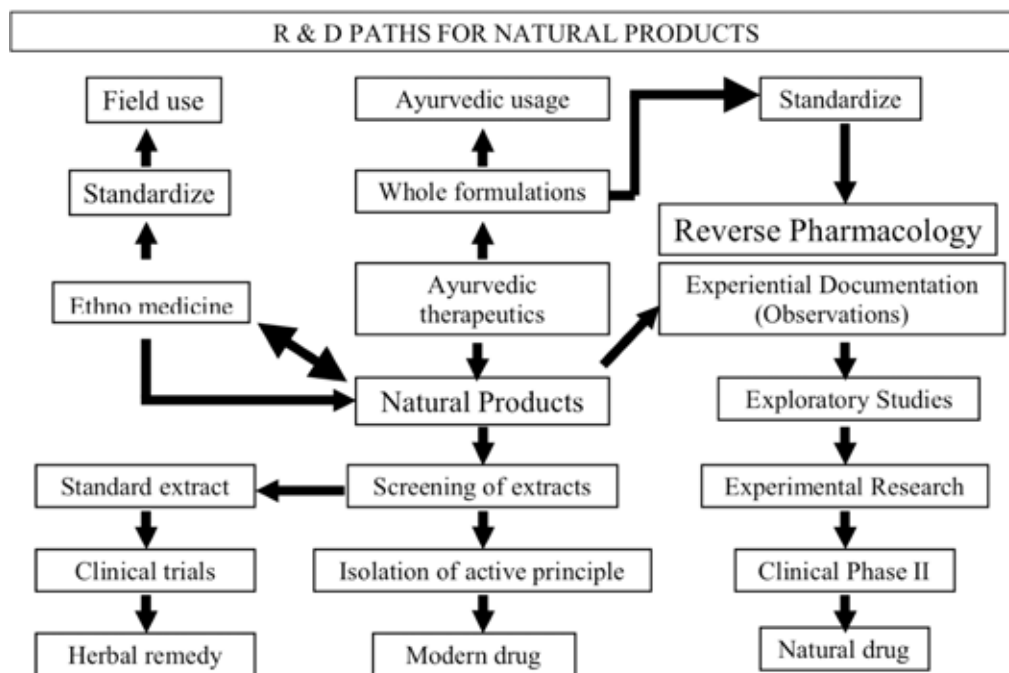 R & D PATHS FOR NATURAL PRODUCTS
Field use
Ayurvedic usage
Standardize
Standardize
Whole formulations
Reverse Pharmacology
Ethno medicine
Ayurvedic
therapeutics
Experiential Documentation
(Observations)
Natural Products
Exploratory Studies
Standard extract
Screening of extracts
Experimental Research
Clinical trials
Isolation of active principle
Clinical Phase II
Herbal remedy
Modern drug
Natural drug